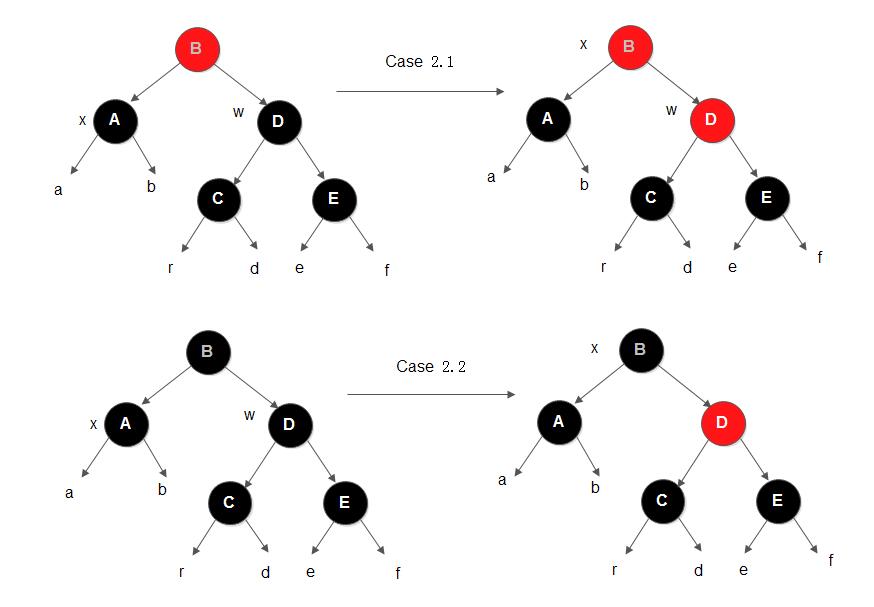 B
x B
Case 2.1
x A w D
A w D
a b
a b
C E
C E
r d e f
r d e f
B
x B
Case 2.2
x A w D
A D
a b
a b
C E
C E
r d e f
r d e f